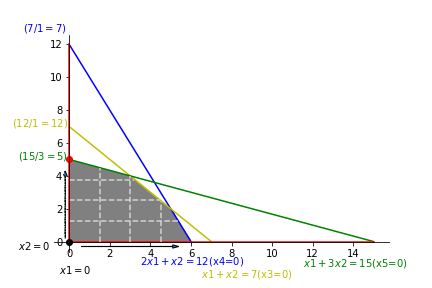 (7/1 = 7)
12
10
8
(12/1 = 12)
6
(15/3 = 5)
4
2
0
x2 = 0
0 2 4 6 8 10 12 14
2x1 + x2 = 12(x4=0)
x1 + 3x2 = 15(x5=0)
x1 = 0
x1 + x2 = 7(x3=0)